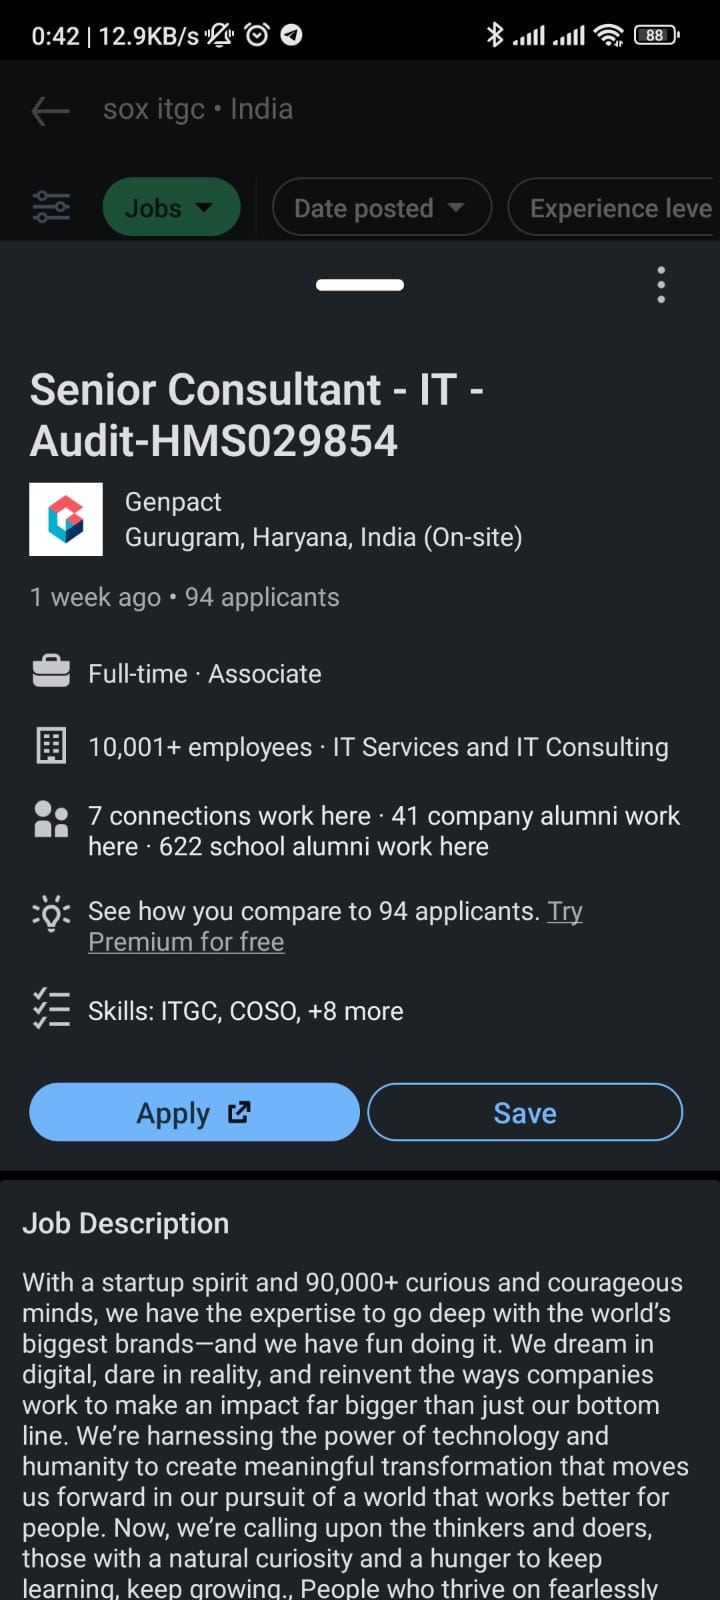 0:42 | 12.9KB/s
88
sox itgc • India
Jobs
Date posted
Experience leve
Senior Consultant - IT -
Audit-HMS029854
Genpact
Gurugram, Haryana, India (On-site)
1 week ago • 94 applicants
Full-time · Associate
10,001+ employees · IT Services and IT Consulting
7 connections work here · 41 company alumni work
here · 622 school alumni work here
See how you compare to 94 applicants. Try
Premium for free
Skills: ITGC, COSO, +8 more
Apply
Save
Job Description
With a startup spirit and 90,000+ curious and courageous
minds, we have the expertise to go deep with the world’s
biggest brands—and we have fun doing it. We dream in
digital, dare in reality, and reinvent the ways companies
work to make an impact far bigger than just our bottom
line. We’re harnessing the power of technology and
humanity to create meaningful transformation that moves
us forward in our pursuit of a world that works better for
people. Now, we’re calling upon the thinkers and doers,
those with a natural curiosity and a hunger to keep
learning, keep growing., People who thrive on fearlessly